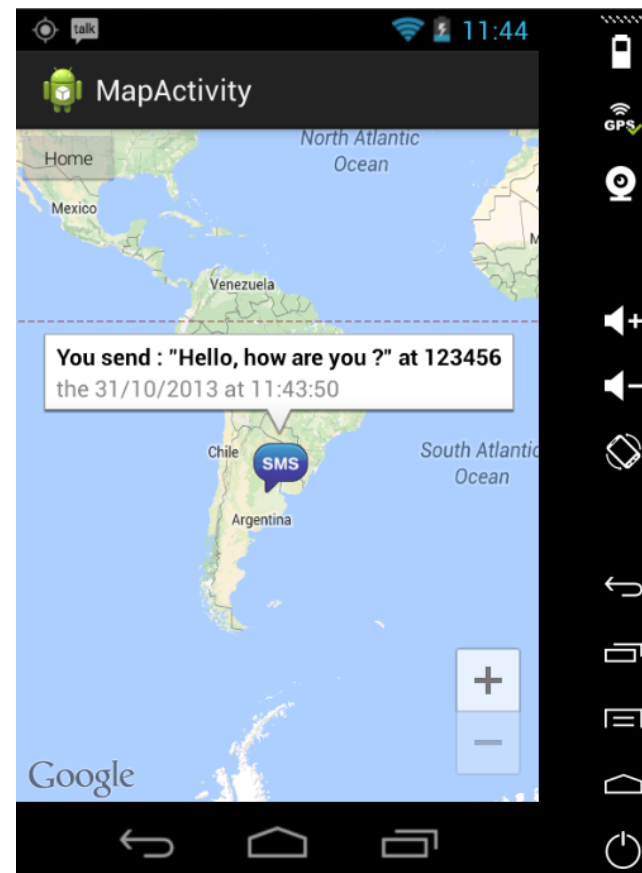 talk
11:44
MapActivity
GPS
Home
North Atlantic
Ocean
Mexico
Venezuela
You send : "Hello, how are you ?" at 123456
the 31/10/2013 at 11:43:50
Chile
SMS
South Atlantic
Ocean
Argentina
+
−
Google